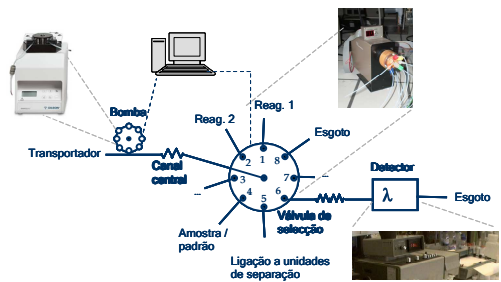 Bomba
Reag. 1
Reag. 2
Esgoto
Transportador
Canal
central
1
2
8
...
3
7
...
4
5
6
Detector
λ
Esgoto
Amostra /
padrão
Válvula de
selecção
Ligação a unidades
de separação